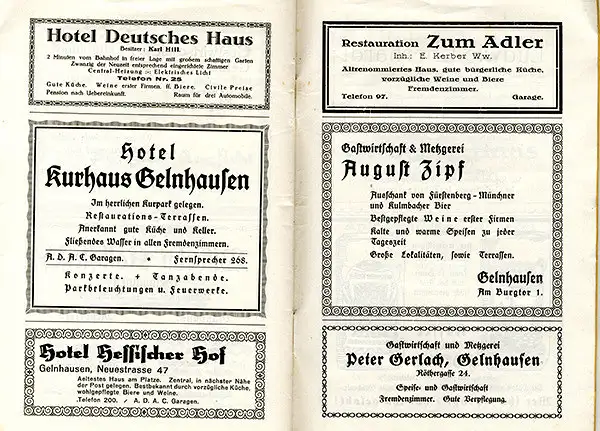 Hotel Deutsches Haus
Besitzer: Karl Hill.
2 Minuten vom Bahnhof in freier Lage mit großem schattigen Garten
Zwanzig der Neuzeit entsprechend eingerichtete Zimmer
Central-Heizung :-: Elektrisches Licht
Telefon Nr. 25
Gute Küche. Weine erster Firmen. ff. Biere. Civile Preise
Pension nach Uebereinkunft. Raum für drei Automobile.
Hotel
Kurhaus Gelnhausen
Im herrlichen Kurpark gelegen.
Restaurations-Terrassen.
Anerkannt gute Küche und Keller.
Fließendes Wasser in allen Fremdenzimmern.
A. D. A. C. Garagen. • Fernsprecher 268.
Konzerte. + Tanzabende.
Parkbeleuchtungen u. Feuerwerke.
Hotel Hessischer Hof
Gelnhausen, Neuestrasse 47
Aeltestes Haus am Platze. Zentral, in nächster Nähe
der Post gelegen. Bestbekannt durch vorzügliche Küche,
wohlgepflegte Biere und Weine.
Telefon 200. / A. D. A. C. Garagen.
Restauration Zum Adler
Inh.: E. Kerber Ww.
Altrenommiertes Haus, gute bürgerliche Küche,
vorzügliche Weine und Biere
Fremdenzimmer.
Telefon 97. Garage.
Gastwirtschaft & Metzgerei
August Zipf
Ausschank von Fürstenberg-Münchner
und Kulmbacher Bier
Bestgepflegte Weine erster Firmen
Kalte und warme Speisen zu jeder
Tageszeit
Große Lokalitäten, sowie Terrassen.
Gelnhausen
Am Burgtor 1.
Gastwirtschaft und Metzgerei
Peter Gerlach, Gelnhausen
Röthergasse 24.
Speise- und Gastwirtschaft
Fremdenzimmer. Gute Verpflegung.